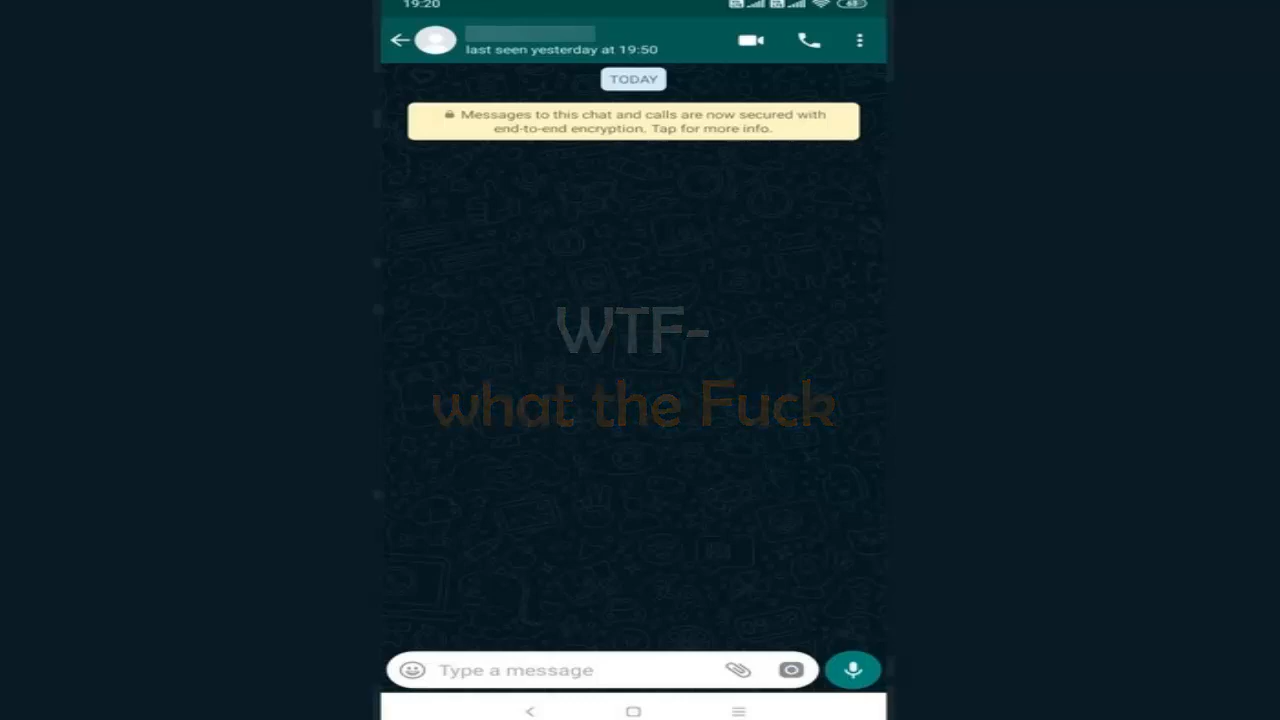 19:20
last seen yesterday at 19:50
TODAY
Messages to this chat and calls are now secured with
end-to-end encryption. Tap for more info.
WTF-
what the Fuck
Type a message